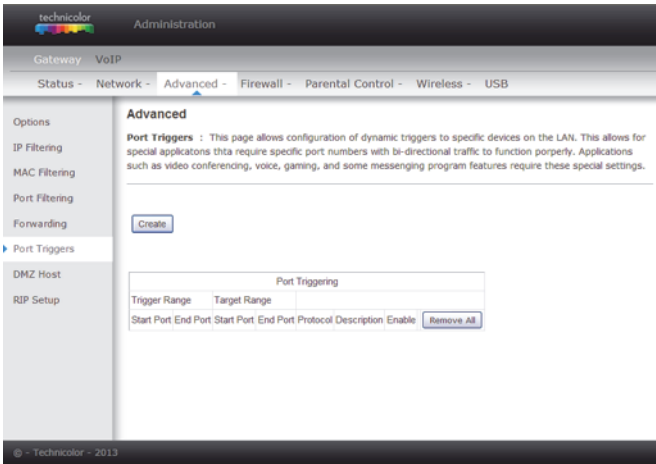 technicolor
Administration
Gateway VoIP
Status - Network - Advanced - Firewall - Parental Control - Wireless - USB
Options
IP Filtering
MAC Filtering
Port Filtering
Forwarding
Port Triggers
DMZ Host
RIP Setup
Advanced
Port Triggers : This page allows configuration of dynamic triggers to specific devices on the LAN. This allows for
special applicatons thta require specific port numbers with bi-directional traffic to function porperly. Applications
such as video conferencing, voice, gaming, and some messenging program features require these special settings.
Create
Port Triggering
Trigger Range Target Range
Start Port End Port Start Port End Port Protocol Description Enable Remove All
© - Technicolor - 2013